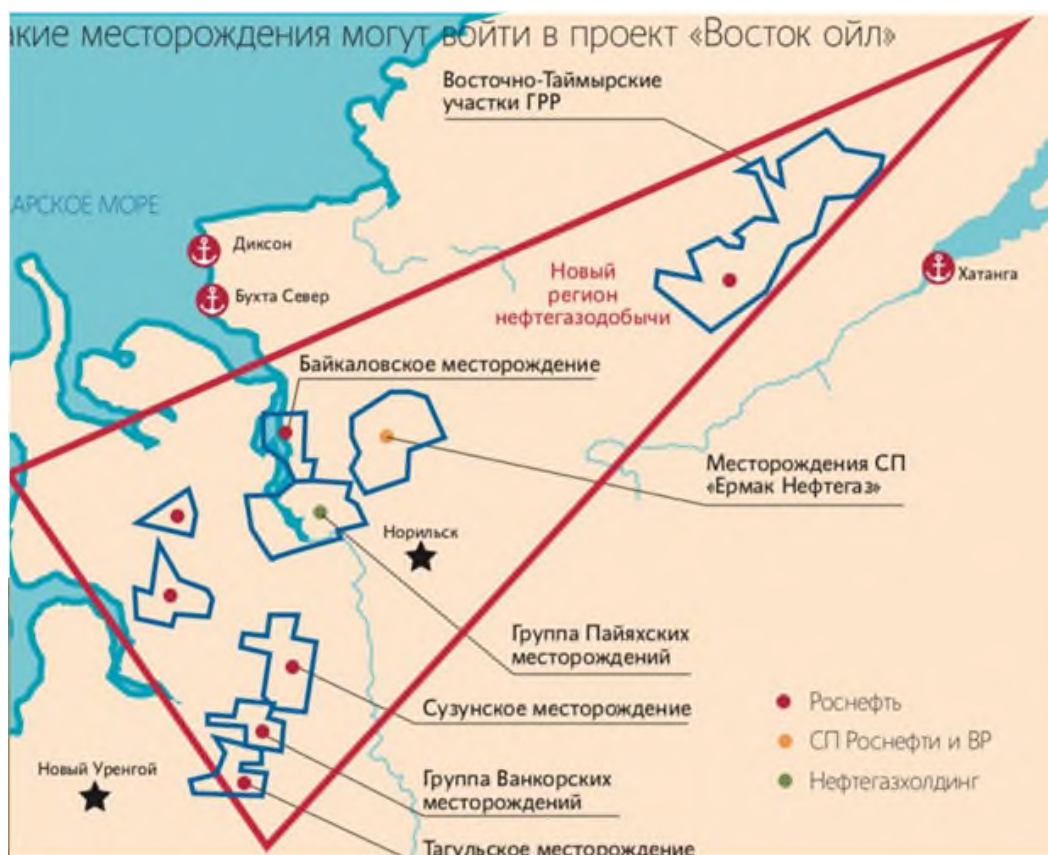 акие месторождения могут войти в проект «Восток ойл»
Восточно-Таймырские
участки ГРР
АРСКОЕ МОРЕ
Диксон
Бухта Север
Новый
регион
нефтегазодобычи
Хатанга
Байкаловское месторождение
Месторождения СП
«Ермак Нефтегаз»
Норильск
Группа Пайяхских
месторождений
Сузунское месторождение
Роснефть
СП Роснефти и ВР
Нефтегазхолдинг
Новый Уренгой
Группа Ванкорских
месторождений
Тагульское месторождение